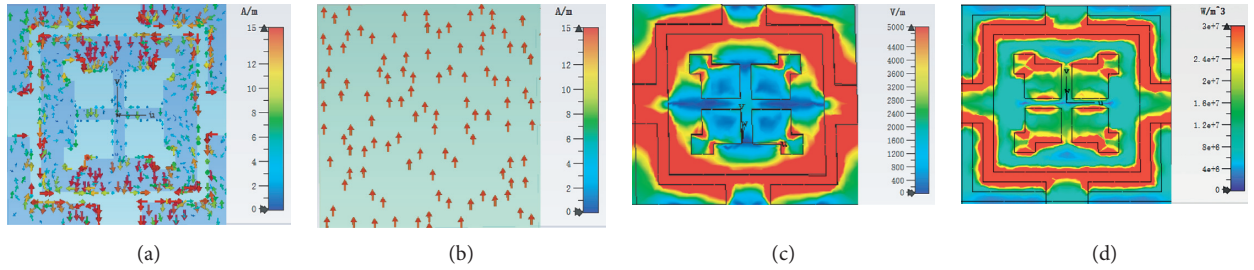 A/m
15
12
10
8
6
4
2
0
v
u
w
A/m
15
12
10
8
6
4
2
0
V/m
5000
4400
4000
3600
3200
2800
2400
2000
1600
1200
800
400
0
W/m^3
3e+7
2.4e+7
2e+7
1.6e+7
1.2e+7
8e+6
4e+6
0
u
(a)
(b)
(c)
(d)